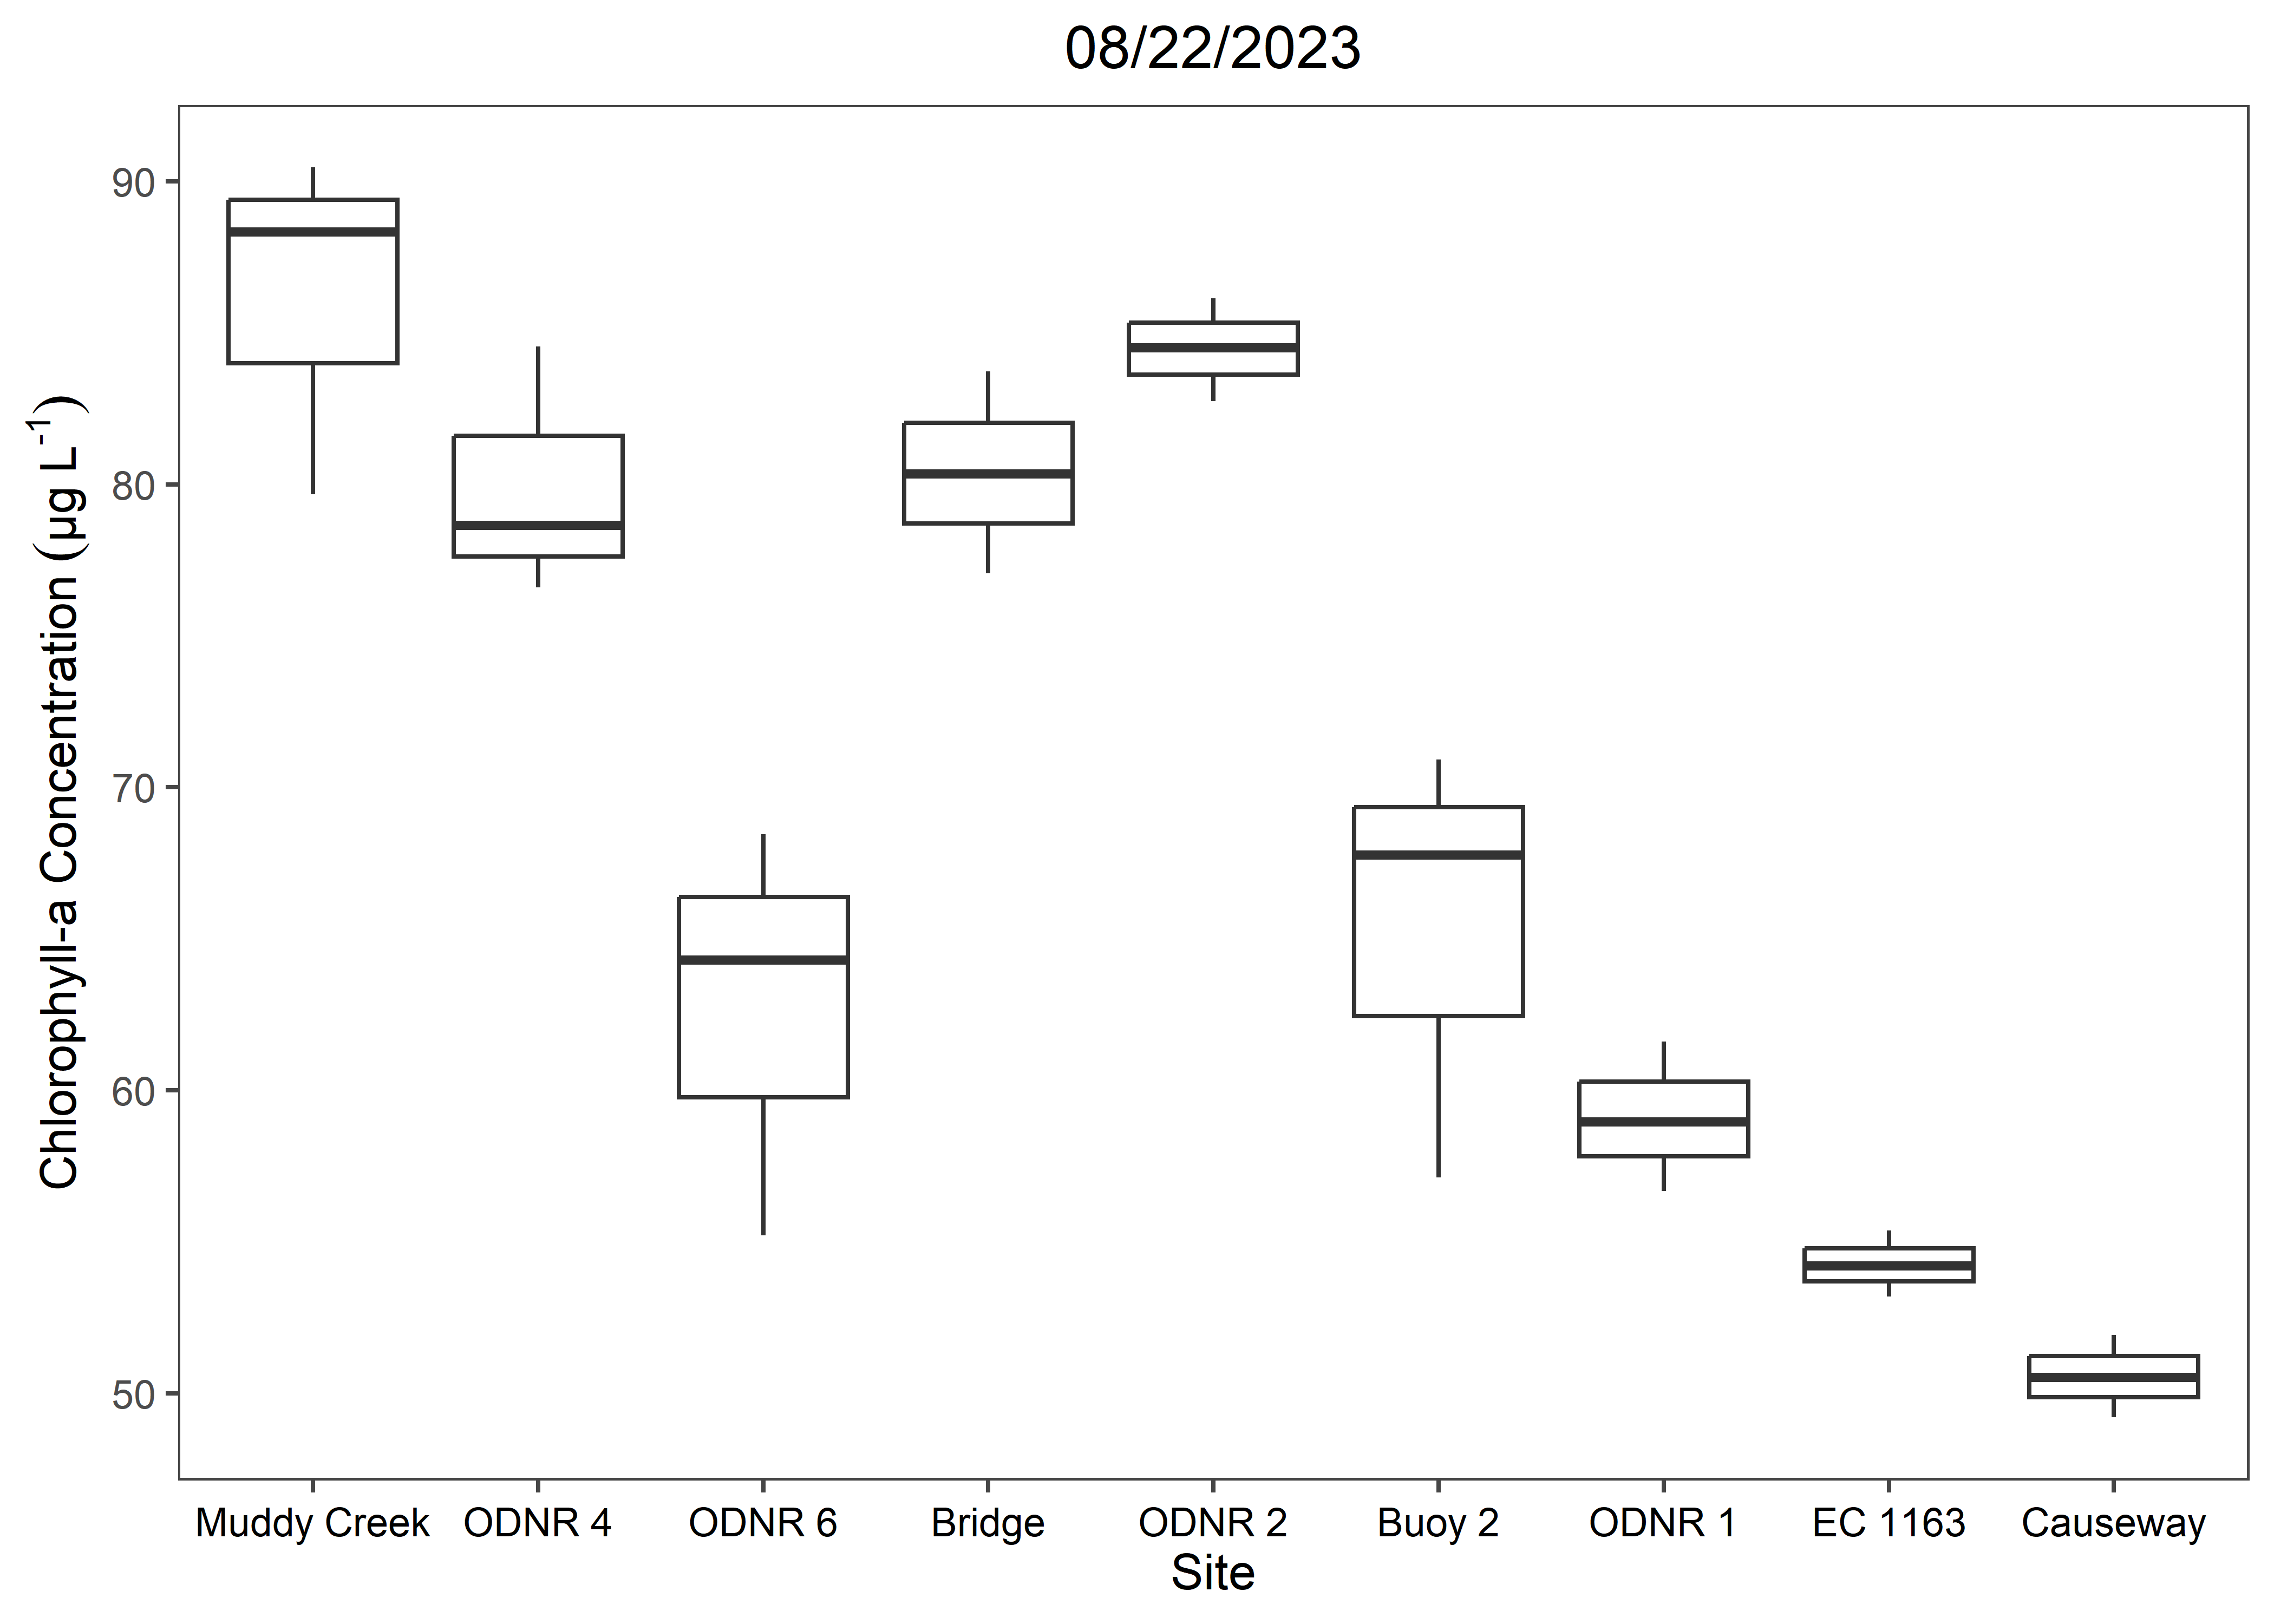 08/22/2023
Chlorophyll-a Concentration (µg L⁻¹)
90
80
70
60
50
Muddy Creek ODNR 4 ODNR 6 Bridge ODNR 2 Buoy 2 ODNR 1 EC 1163 Causeway
Site